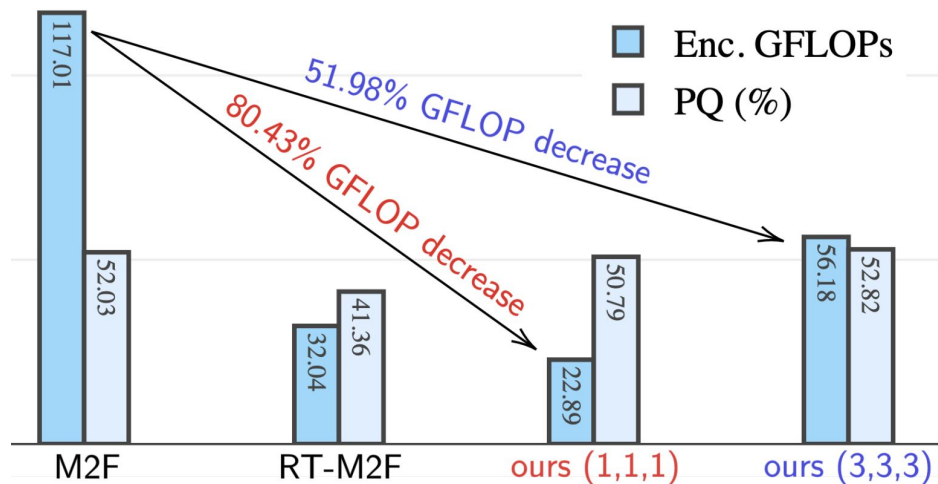 Enc. GFLOPs
PQ (%)
51.98% GFLOP decrease
80.43% GFLOP decrease
117.01
52.03
32.04
41.36
22.89
50.79
56.18
52.82
M2F
RT-M2F
ours (1,1,1)
ours (3,3,3)